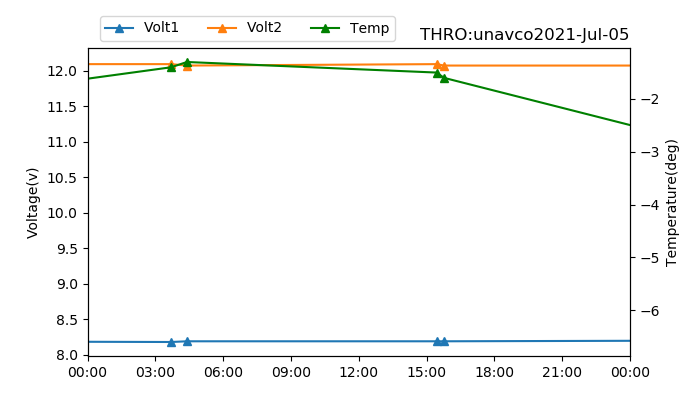 Volt1 Volt2 Temp
THRO:unavco2021-Jul-05
Voltage(v)
12.0
11.5
11.0
10.5
10.0
9.5
9.0
8.5
8.0
−2
−3
−4
−5
−6
Temperature(deg)
00:00 03:00 06:00 09:00 12:00 15:00 18:00 21:00 00:00